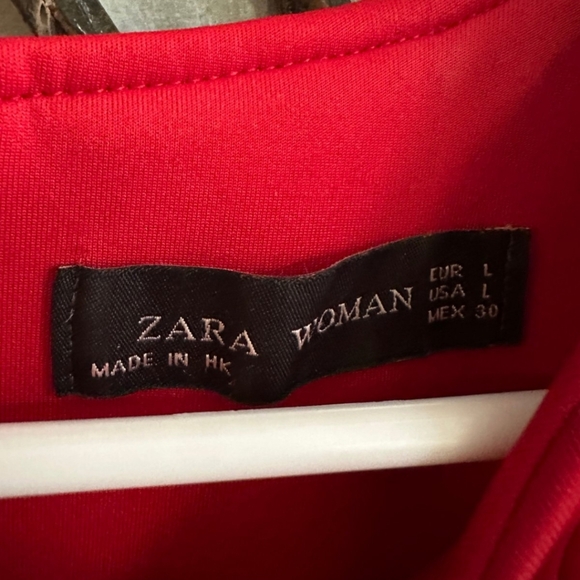 ZARA WOMAN
MADE IN HK
EUR L
USA L
MEX 30